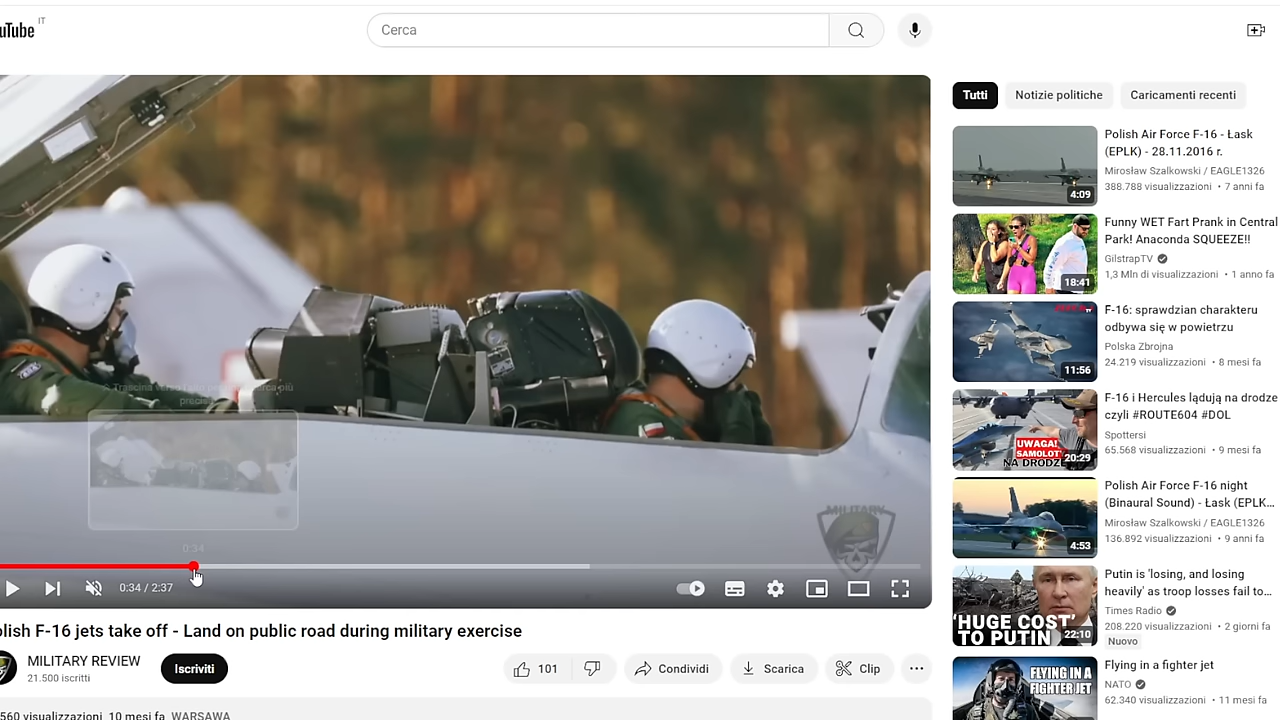 uTube IT
Cerca
MILITARY
0:34
0:34 / 2:37
lish F-16 jets take off - Land on public road during military exercise
MILITARY REVIEW
21.500 iscritti
Iscriviti
101
Condividi
Scarica
Clip
560 visualizzazioni 10 mesi fa WARSAWA
Tutti
Notizie politiche
Caricamenti recenti
4:09
Polish Air Force F-16 - Łask
(EPLK) - 28.11.2016 r.
Mirosław Szalkowski / EAGLE1326
388.788 visualizzazioni • 7 anni fa
18:41
Funny WET Fart Prank in Central
Park! Anaconda SQUEEZE!!
GilstrapTV
1,3 Mln di visualizzazioni • 1 anno fa
11:56
F-16: sprawdzian charakteru
odbywa się w powietrzu
Polska Zbrojna
24.219 visualizzazioni • 8 mesi fa
UWAGA!
SAMOLOT
NA DRODZE
20:29
F-16 i Hercules lądują na drodze
czyli #ROUTE604 #DOL
Spottersi
65.568 visualizzazioni • 9 mesi fa
4:53
Polish Air Force F-16 night
(Binaural Sound) - Łask (EPLK...
Mirosław Szalkowski / EAGLE1326
136.892 visualizzazioni • 9 anni fa
'HUGE COST'
TO PUTIN
22:10
Putin is 'losing, and losing
heavily' as troop losses fail to...
Times Radio
208.220 visualizzazioni • 2 giorni fa
Nuovo
FLYING IN A
FIGHTER JET
Flying in a fighter jet
NATO
62.340 visualizzazioni • 11 mesi fa